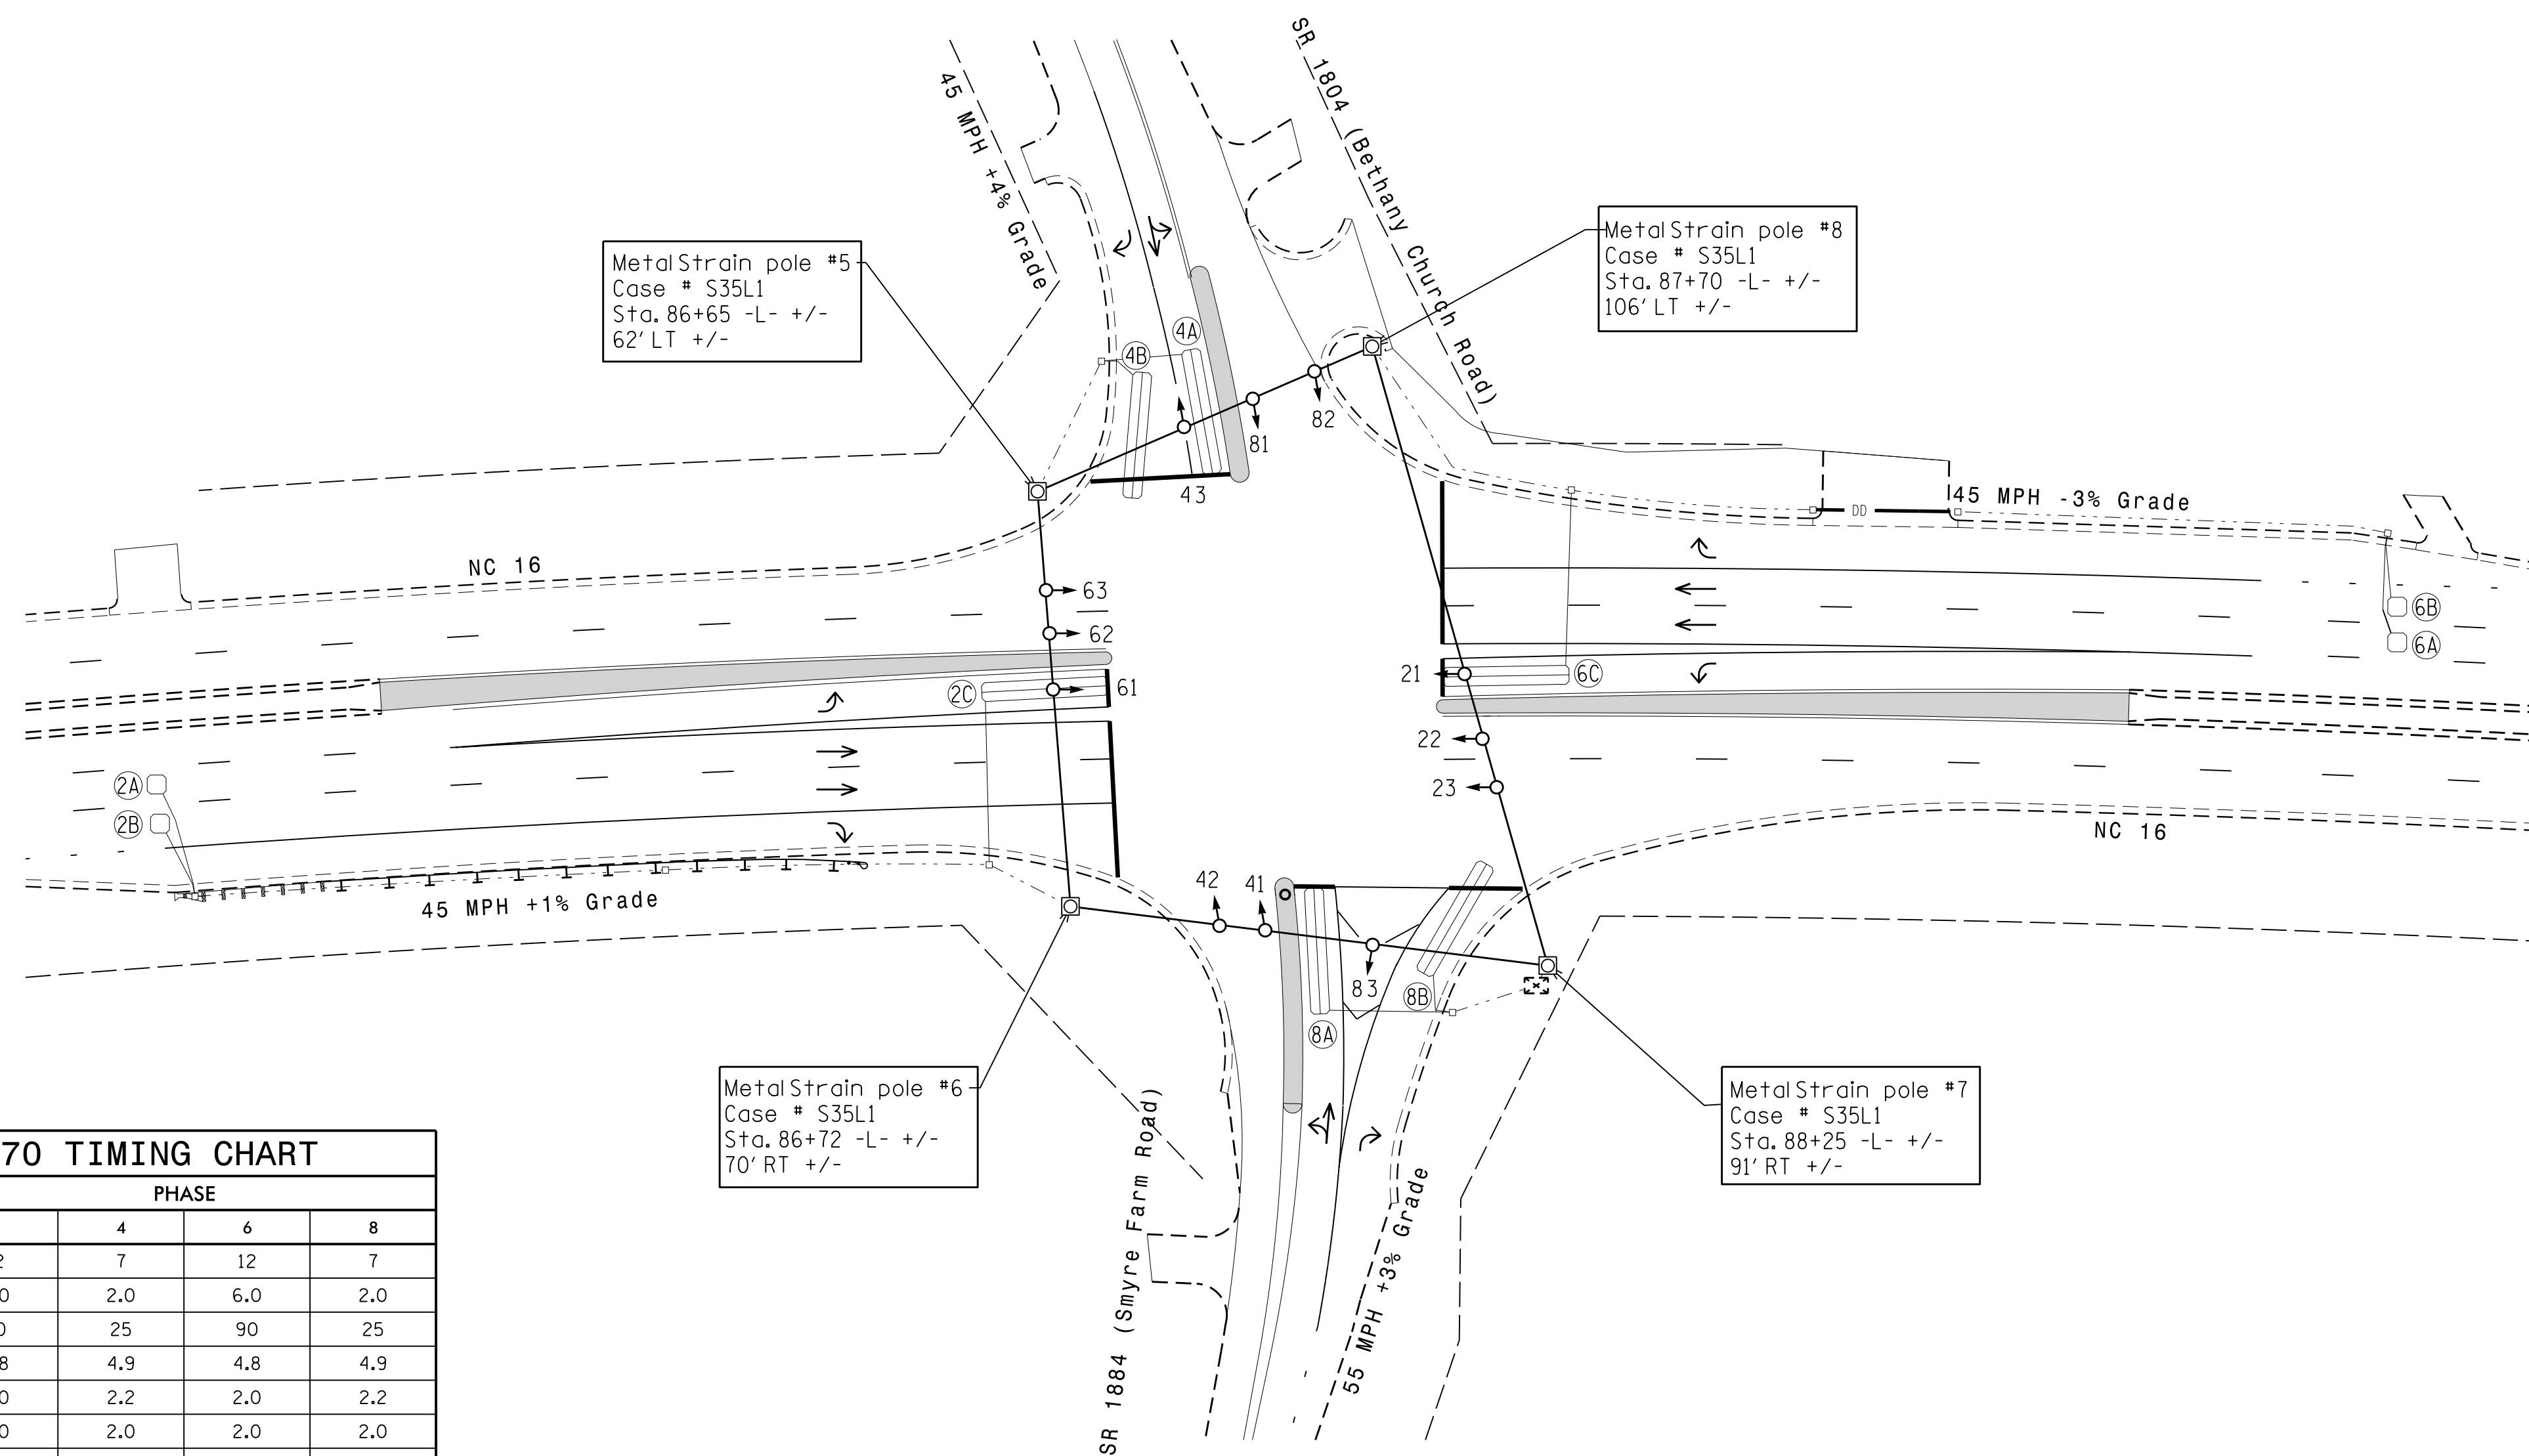 SR 1804 (Bethany Church Road)
45 MPH +4% Grade
Metal Strain pole #5
Case # S35L1
Sta. 86+65 -L- +/-
62' LT +/-
Metal Strain pole #8
Case # S35L1
Sta. 87+70 -L- +/-
106' LT +/-
4A
4B
82
81
43
45 MPH -3% Grade
DD
NC 16
63
62
61
2C
21
6C
22
23
6B
6A
2A
2B
NC 16
45 MPH +1% Grade
42
41
83
8B
8A
Metal Strain pole #6
Case # S35L1
Sta. 86+72 -L- +/-
70' RT +/-
Metal Strain pole #7
Case # S35L1
Sta. 88+25 -L- +/-
91' RT +/-
SR 1884 (Smyre Farm Road)
55 MPH +3% Grade
70 TIMING CHART
PHASE
4 6 8
7 12 7
2.0 6.0 2.0
25 90 25
4.9 4.8 4.9
2.2 2.0 2.2
2.0 2.0 2.0